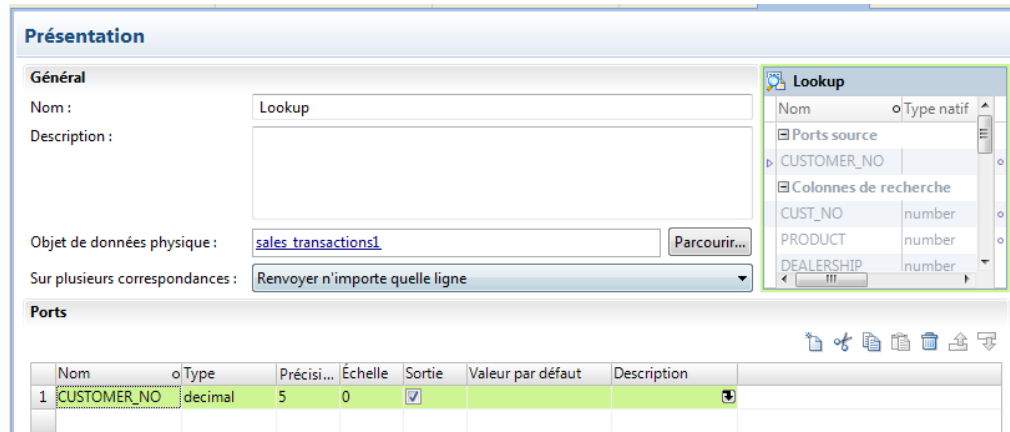 Présentation
Général
Nom : Lookup
Description :
Objet de données physique : sales_transactions1 Parcourir...
Sur plusieurs correspondances : Renvoyer n'importe quelle ligne
Lookup
Nom Type natif
Ports source
CUSTOMER_NO
Colonnes de recherche
CUST_NO number
PRODUCT number
DEALERSHIP number
Ports
Nom Type Précisi... Échelle Sortie Valeur par défaut Description
1 CUSTOMER_NO decimal 5 0